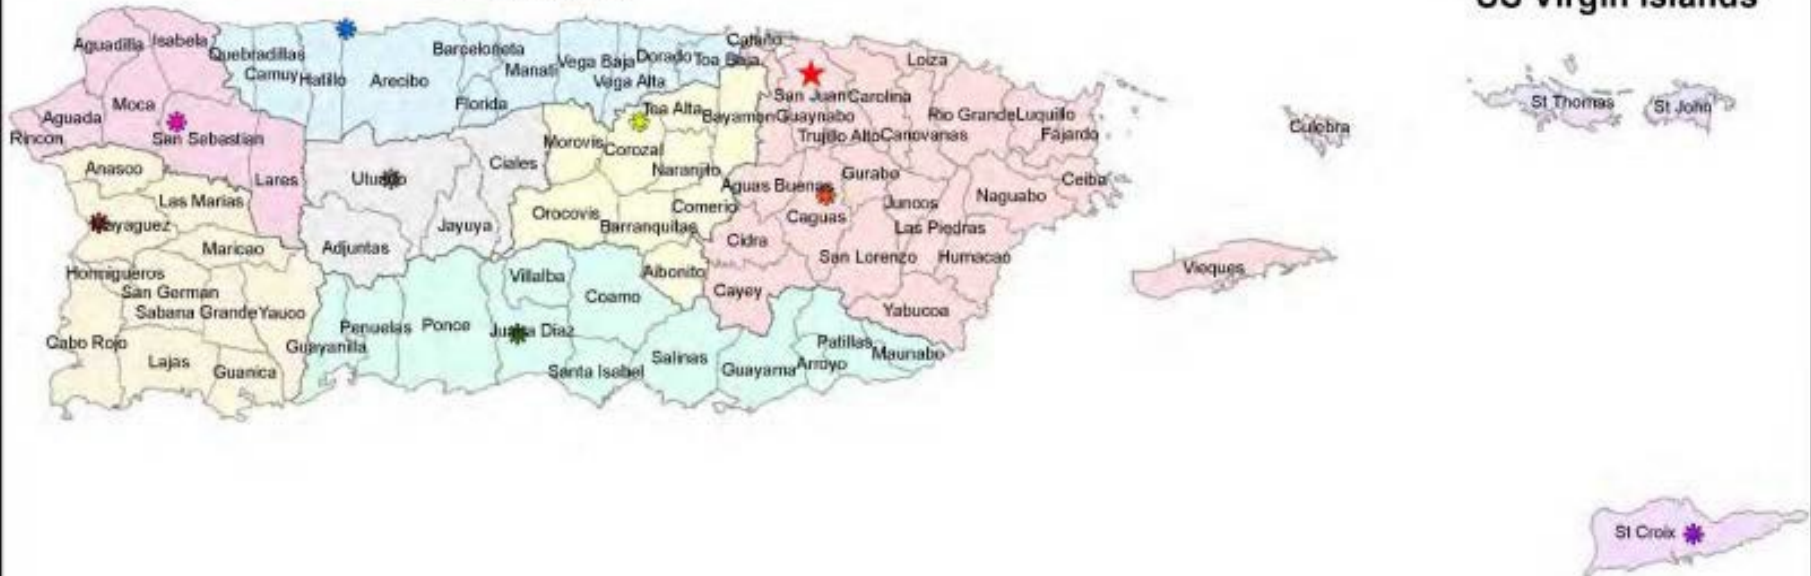 US Virgin Islands
Cataño
Aguadilla Isabela
Quebradillas
Barceloneta
Vega Baja Dorado Toa Baja
Loiza
Camuy Hatillo
Arecibo
Manati
Vega Alta
San Juan Carolina
St Thomas
St John
Moca
Florida
Toa Alta
Bayamon Guaynabo
Rio Grande Luquillo
Aguada
Culebra
Rincon
San Sebastian
Morovis
Corozal
Trujillo Alto Canovanas
Fajardo
Anasco
Lares
Ciales
Naranjito
Aguas Buenas
Gurabo
Ceiba
Las Marias
Orocovis
Comerio
Caguas
Juncos
Naguabo
Jayuya
Barranquitas
Las Piedras
Maricao
Adjuntas
Cidra
San Lorenzo
Humacao
Hormigueros
Villalba
Aibonito
Vieques
San German
Coamo
Cayey
Sabana Grande Yauco
Yabucoa
Cabo Rojo
Penuelas
Ponce
Guayanilla
Patillas
Maunabo
Lajas
Guanica
Santa Isabel
Salinas
Guayama
Arroyo
St Croix